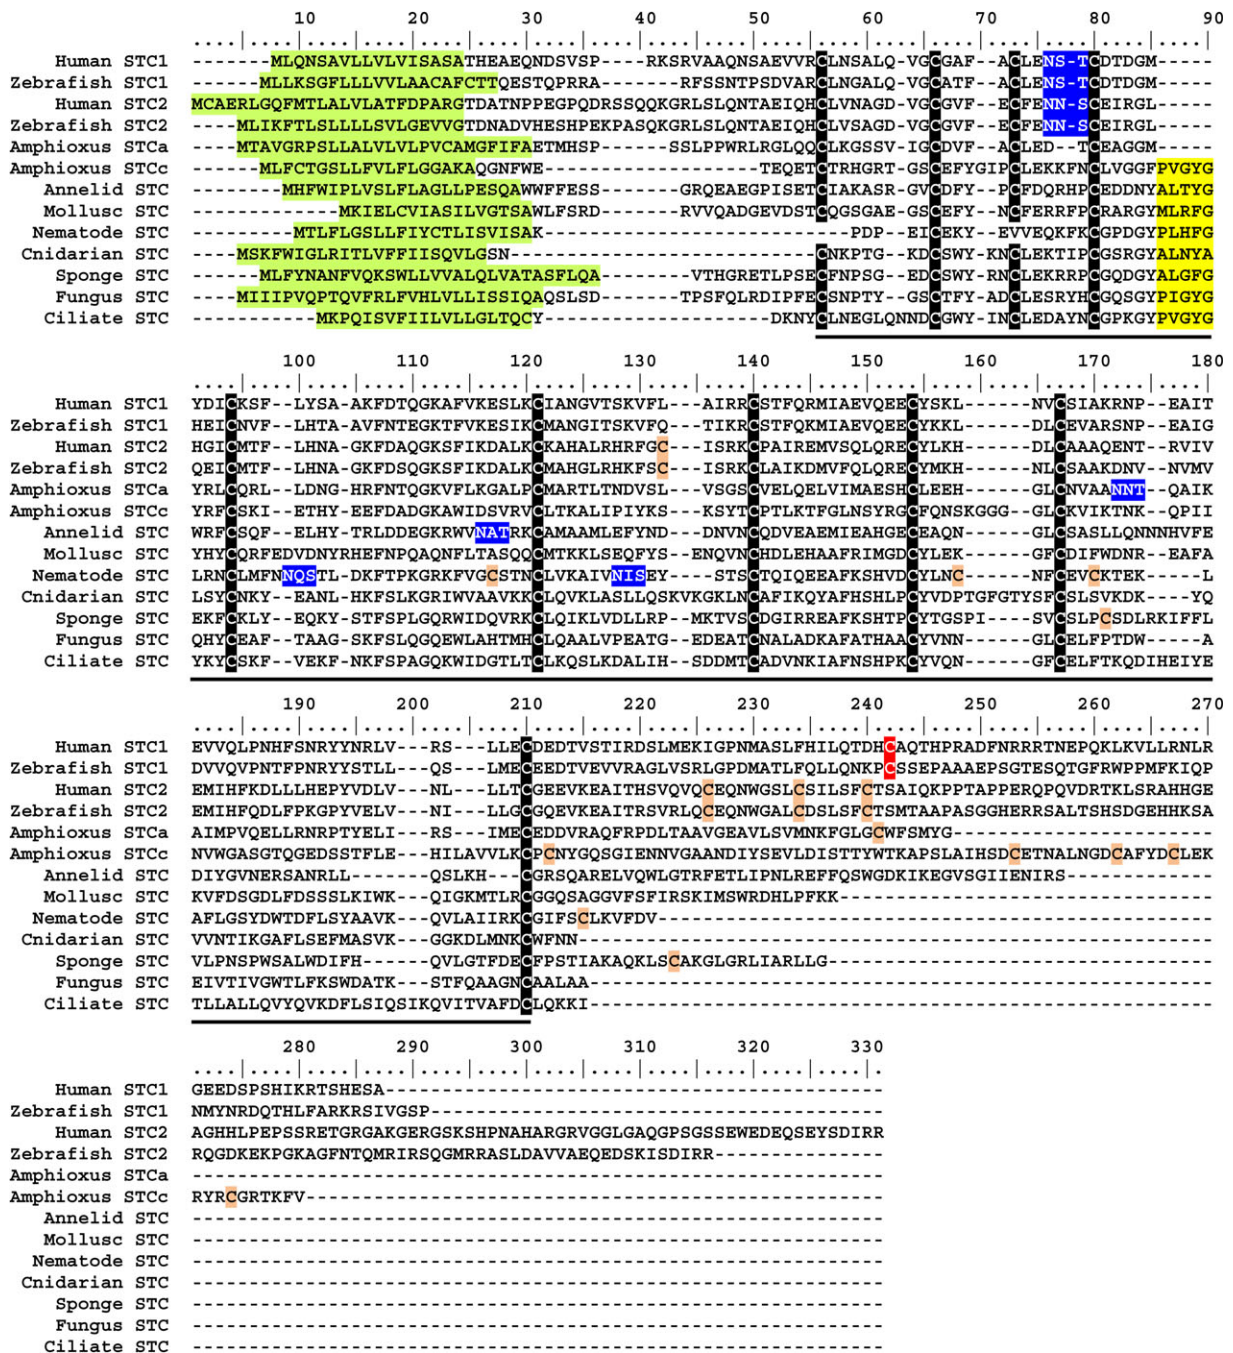 10 20 30 40 50 60 70 80 90
....|....|....|....|....|....|....|....|....|....|....|....|....|....|....|....|....|....|
Human STC1 -------MLQNSAVLLVLVISASATHEAEQNDSVSP-----RKSRVAAQNSAEVVRCLNSALQ-VGCGAF--ACLENS-TCDTDGM-----
Zebrafish STC1 ------MLLKSGFLLLVVLAACAFCTTQESTQPRRA------RFSSNTPSDVARCLNGALQ-VGCATF--ACLENS-TCDTDGM-----
Human STC2 MCAERLGQFMTLALVLATFDPARGTDATNPPEGPQDRSSQQKGRLSLQNTAEIQHCLVNAGD-VGCGVF--ECFENN-SCEIRGL-----
Zebrafish STC2 ----MLIKFTLSLLLLSVLGEVVGTDNADVHESHPEKPASQKGRLSLQNTAEIQHCLVSAGD-VGCGVF--ECFENN-SCEIRGL-----
Amphioxus STCa ----MTAVGRPSLLALVLVLPVCAMGFIFAETMHSP-----SSLPPWRLRGLQQCLKGSSV-IGCDVF--ACLED--TCEAGGM-----
Amphioxus STCc ------MLFCTGSLLFVLFLGGAKAQGNFWE-------------------TEQETCTRHGRT-GSCEFYGIPCLEKKFNCLVGGFPVGYG
Annelid STC --------MHFWIPLVSLFLAGLLPESQAWWFFESS----------GRQEAEGPISETCIAKASR-GVCDFY--PCFDQRHPCEDDNYALTYG
Mollusc STC -------------MKIELCVIASILVGTSAWLFSRD-------RVVQADGEVDSTCQGSGAE-GSCEFY--NCFERRFPCRARGYMLRFG
Nematode STC ---------MTLFLGSLLFIYCTLISVISAK----------------------------PDP--EICEKY---EVVEQKFKCGPDGYPLHFG
Cnidarian STC ----MSKFWIGLRITLVFFIISQVLGSN---------------------------CNKPTG--KDCSWY-KNCLEKTIPCGSRGYALNYA
Sponge STC ------MLFYNANFVQKSWLLVVALQLVATASFLQA--------VTHGRETLPSECFNPSG--EDCSWY--RNCLEKRRPCGQDGYALGFG
Fungus STC ----MIIIPVQPTQVFRLFVHLVLLISSIQAQSLSD--------TPSFQLRDIPFECSNPTY--GSCTFY-ADCLESRYHCGQSGYPIGYG
Ciliate STC -----------MKPQISVFIILVLLGLTQCY--------------------DKNYCLNEGLQNNDCGWY-INCLEDAYNCGPKGYPVGYG
100 110 120 130 140 150 160 170 180
....|....|....|....|....|....|....|....|....|....|....|....|....|....|....|....|....|....|
Human STC1 YDICKSF--LYSA-AKFDTQGKAFVKESLKCIANGVTSKVFL---AIRRCSTFQRMIAEVQEECYSKL----NVCSIAKRNP--EAIT
Zebrafish STC1 HEICNVF--LHTA-AVFNTEGKTFVKESIKCMANGITSKVFQ---TIKRCSTFQKMIAEVQEECYKKL----DLCEVARSNP--EAIG
Human STC2 HGICMTF--LHNA-GKFDAQGKSFIKDALKCKAHALRHRFGC---ISRKCPAIREMVSQLQRECYLKH----DLCAAAQENT--RVIV
Zebrafish STC2 QEICMTF--LHNA-GKFDSQGKSFIKDALKCMAHGLRHKFSC---ISRKCLAIKDMVFQLQRECYMKH----NLCSAAKDNV--NVMV
Amphioxus STCa YRLCQRL--LDNG-HRFNTQGKVFLKGALPCMARTLTNDVSL---VSGSCVELQELVIMAESHCLEEH----GLCNVAANNT--QAIK
Amphioxus STCc YRFCSKI--ETHY-EEFDADGKAWIDSVRVCLTKALIPIYKS---KSYTCPTLKTFGLNSYRGCFQNSKGGG--GLCKVIKTNK--QPII
Annelid STC WRFCSQF--ELHY-TRLDDEGKRWVNATRKCAMAAMLEFYND---DNVNCQDVEAEMIEAHGECEAQN------GLCSASLLQNNNHVFE
Mollusc STC YHYCQRFEDVDNYRHEFNPQAQNFLTASQQCMTKKLSEQFYS--ENQVNCHDLEHAAFRIMGDCYLEK------GFCDIFWDNR--EAFA
Nematode STC LRNCLMFNNQSTL-DKFTPKGRKFVGCSTNCLVKAIVNISEY----STSCTQIQEEAFKSHVDCYLNC------NFCEVCKTEK-----L
Cnidarian STC LSYCNKY--EANL-HKFSLKGRIWVAAVKKCLQVKLASLLQSKVKGKLNCAFIKQYAFHSHLPCYVDPTGFGTYSFCSLSVKDK----YQ
Sponge STC EKFCKLY--EQKY-STFSPLGQRWIDQVRKCLQIKLVDLLRP--MKTVSCDGIRREAFKSHTPCYTGSPI----SVCSLPCSDLRKIFFL
Fungus STC QHYCEAF--TAAG-SKFSLQGQEWLAHTMHCLQAALVPEATG--EDEATCNALADKAFATHAACYVNN------GLCELFPTDW-----A
Ciliate STC YKYCSKF--VEKF-NKFSPAGQKWIDGTLTCLKQSLKDALIH--SDDMTCADVNKIAFNSHPKCYVQN------GFCELFTKQDIHEIYE
190 200 210 220 230 240 250 260 270
....|....|....|....|....|....|....|....|....|....|....|....|....|....|....|....|....|....|
Human STC1 EVVQLPNHFSNRYYNRLV---RS---LLECDEDTVSTIRDSLMEKIGPNMASLFHILQTDHCAQTHPRADFNRRRTNEPQKLKVLLRNLR
Zebrafish STC1 DVVQVPNTFPNRYYSTLL---QS---LMECEEDTVEVVRAGLVSRLGPDMATLFQLLQNKPCSSEPAAAEPSGTESQTGFRWPPMFKIQP
Human STC2 EMIHFKDLLLHEPYVDLV---NL---LLTCGEEVKEAITHSVQVQCEQNWGSLCSILSFCTSAIQKPPTAPPERQPQVDRTKLSRAHHGE
Zebrafish STC2 EMIHFQDLFPKGPYVELV---NI---LLGCGQEVKEAITRSVRLQCEQNWGALCDSLSFCTSMTAAPASGGHERRSALTSHSDGEHHKSA
Amphioxus STCa AIMPVQELLRNRPTYELI---RS---IMECEDDVRAQFRPDLTAAVGEAVLSVMNKFGLGCWFSMYG-----------------------
Amphioxus STCc NVWGASGTQGEDSSTFLE---HILAVVLKCPCNYGQSGIENNVGAANDIYSEVLDISTTYWTKAPSLAIHSDCETNALNGDCAFYDCLEK
Annelid STC DIYGVNERSANRLL-----QSLKH---CGRSQARELVQWLGTRFETLIPNLREFFQSWGDKIKEGVSGIIENIRS-------------
Mollusc STC KVFDSGDLFDSSSLKIWK---QIGKMTLRCGGQSAGGVFSFIRSKIMSWRDHLPFKK---------------------------------
Nematode STC AFLGSYDWTDFLSYAAVK---QVLAIIRKCGIFSCLKVFDV-------------------------------------------------
Cnidarian STC VVNTIKGAFLSEFMASVK---GGKDLMNKCWFNN--------------------------------------------------------
Sponge STC VLPNSPWSALWDIFH------QVLGTFDECFPSTIAKAQKLSCAKGLGRLIARLLG----------------------------------
Fungus STC EIVTIVGWTLFKSWDATK---STFQAAGNCAALAA-------------------------------------------------------
Ciliate STC TLLALLQVYQVKDFLSIQSIKQVITVAFDCLQKKI-------------------------------------------------------
280 290 300 310 320 330
....|....|....|....|....|....|....|....|....|....|....|....|.
Human STC1 GEEDSPSHIKRTSHESA--------------------------------------------
Zebrafish STC1 NMYNRDQTHLFARKRSIVGSP----------------------------------------
Human STC2 AGHHLPEPSSRETGRGAKGERGSKSHPNAHARGRVGGLGAQGPSGSSEWEDEQSEYSDIRR
Zebrafish STC2 RQGDKEKPGKAGFNTQMRIRSQGMRRASLDAVVAEQEDSKISDIRR---------------
Amphioxus STCa -------------------------------------------------------------
Amphioxus STCc RYRCGRTKFV---------------------------------------------------
Annelid STC -------------------------------------------------------------
Mollusc STC -------------------------------------------------------------
Nematode STC -------------------------------------------------------------
Cnidarian STC -------------------------------------------------------------
Sponge STC -------------------------------------------------------------
Fungus STC -------------------------------------------------------------
Ciliate STC -------------------------------------------------------------